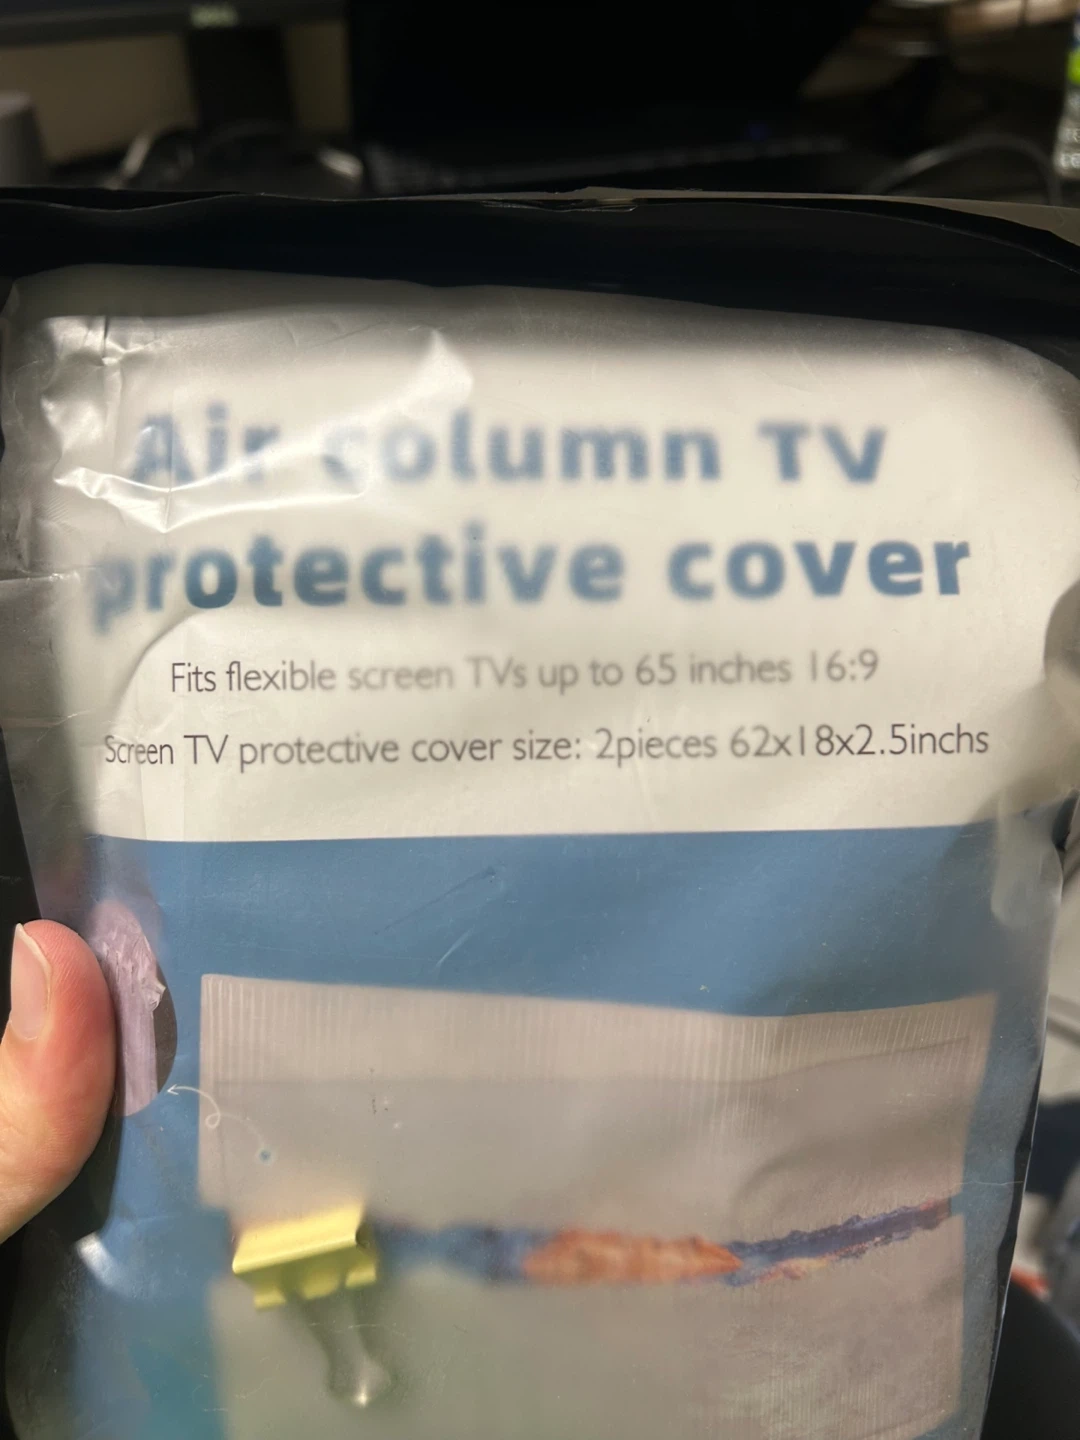 DELL
Air column TV
protective cover
Fits flexible screen TVs up to 65 inches 16:9
Screen TV protective cover size: 2pieces 62x18x2.5inchs